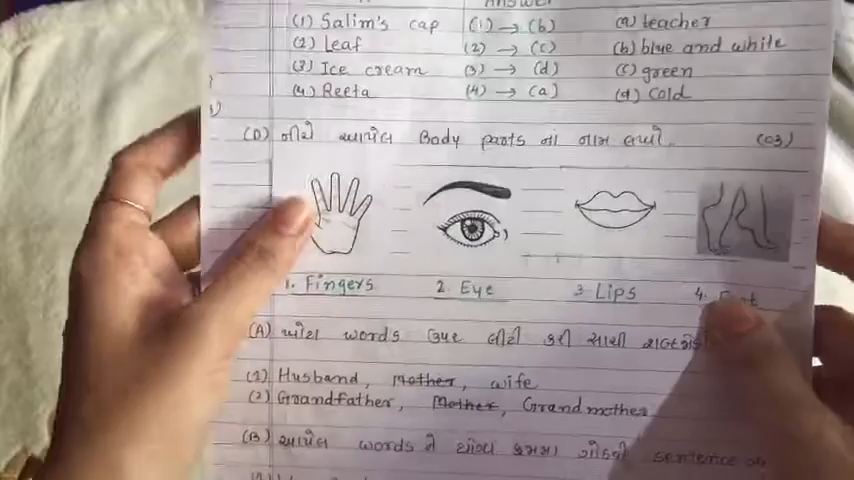 Answer
(1) Salim's cap (1) → (b) (a) teacher
(2) Leaf (2) → (c) (b) blue and white
(3) Ice cream (3) → (d) (c) green
(4) Reeta (4) → (a) (d) Cold
(D) નીચે આપેલ Body parts નાં નામ લખો. (03)
1. Fingers 2. Eye 3 Lips 4.
(A) ખોટા words ઉપર લીટી કરી સાચી
(1) Husband, Mother, wife
(2) Grandfather, Mother, Grandmother
(B) આપેલ words ને યોગ્ય ક્રમમાં ગોઠવી sentence